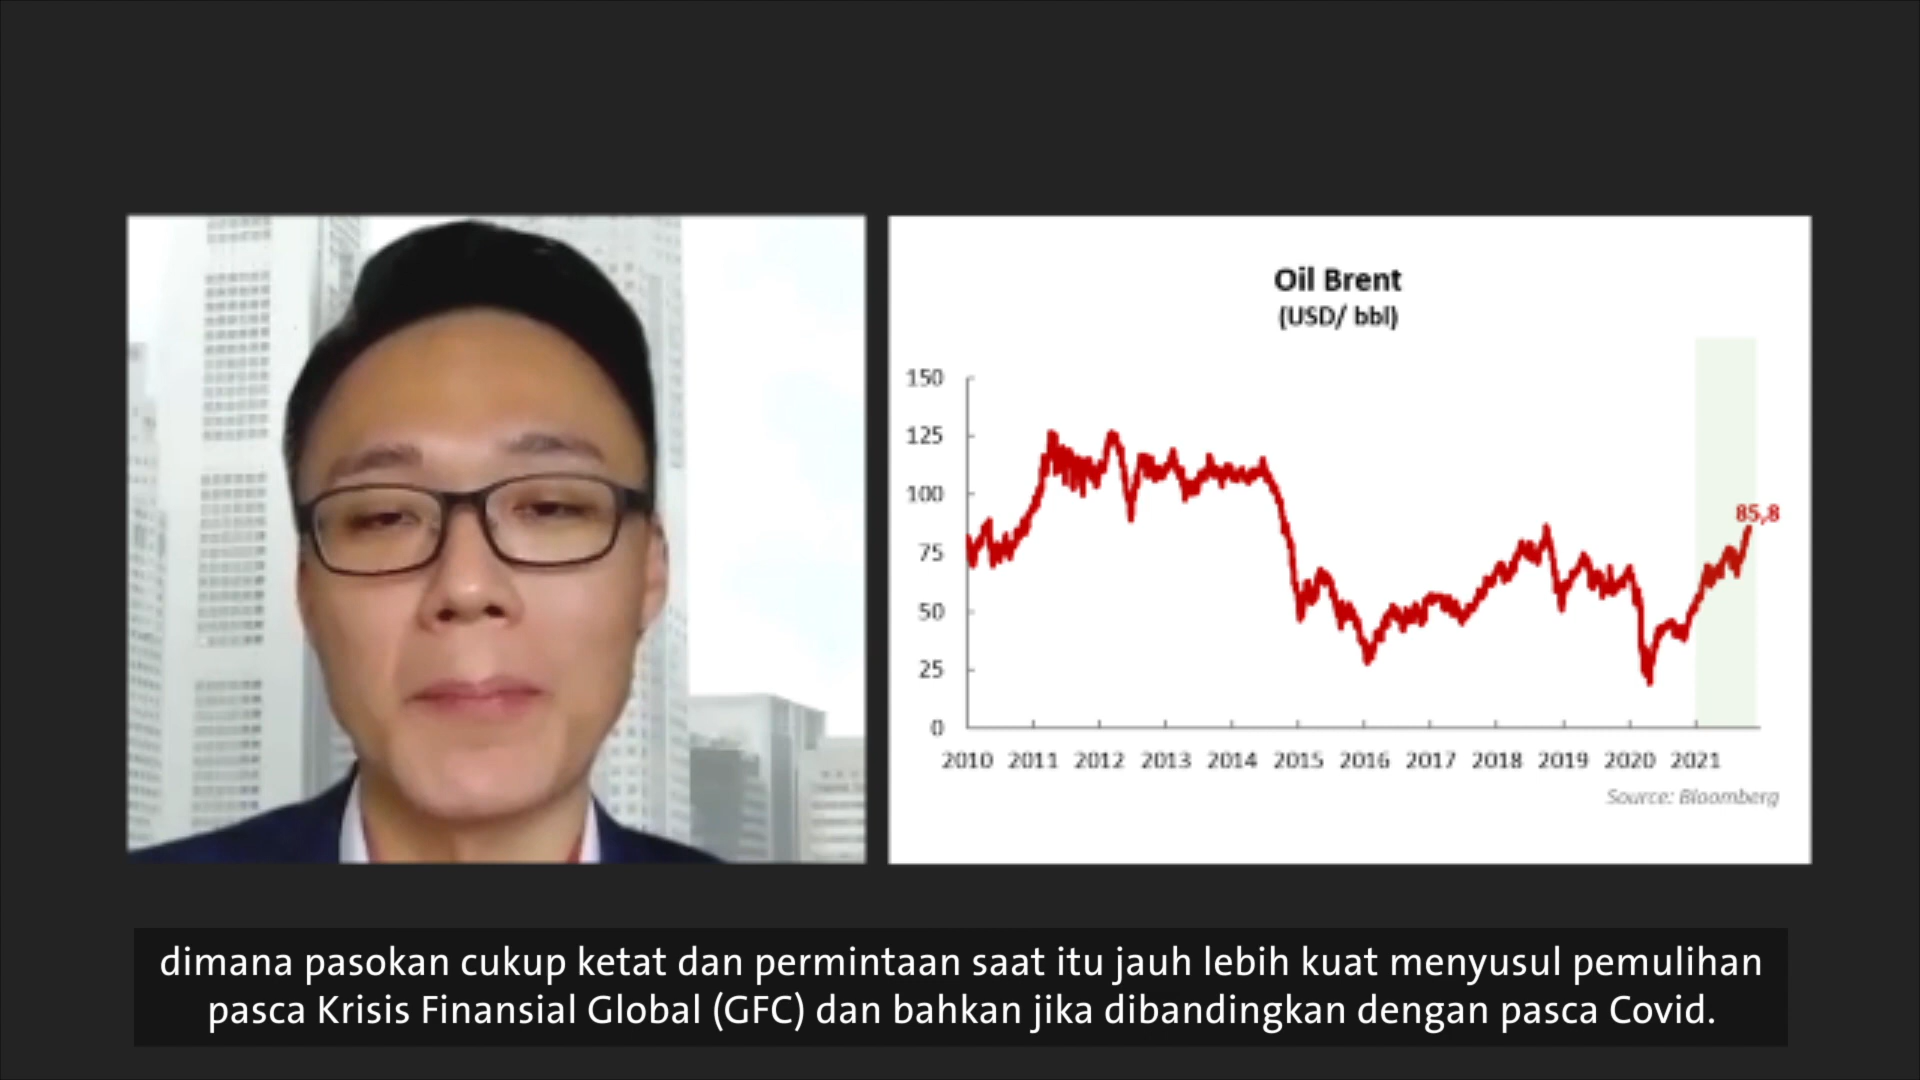 Oil Brent
(USD/ bbl)
150
125
100
75
50
25
0
85,8
2010 2011 2012 2013 2014 2015 2016 2017 2018 2019 2020 2021
Source: Bloomberg
dimana pasokan cukup ketat dan permintaan saat itu jauh lebih kuat menyusul pemulihan
pasca Krisis Finansial Global (GFC) dan bahkan jika dibandingkan dengan pasca Covid.